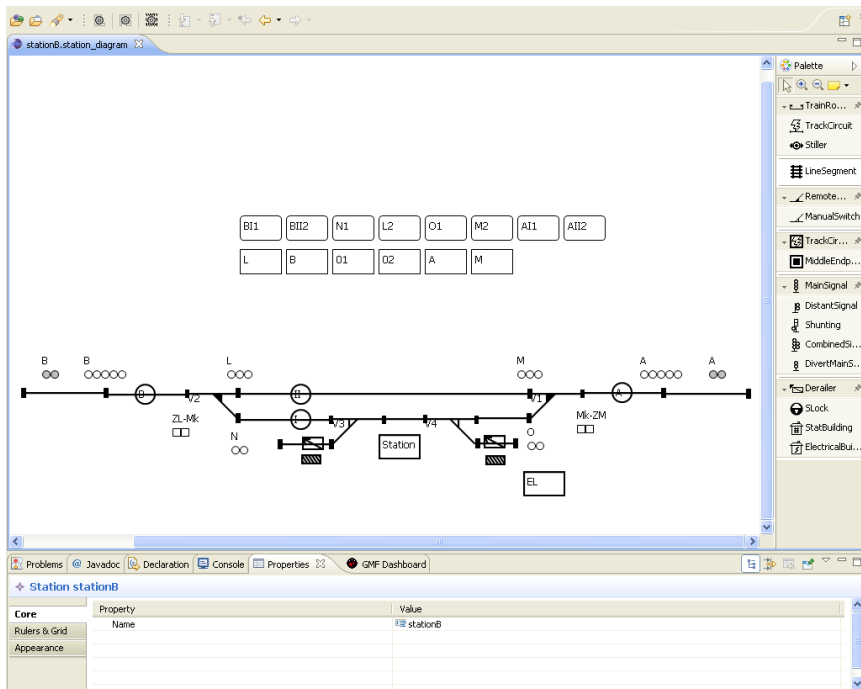 stationB.station_diagram
Palette
TrainRo...
TrackCircuit
Stiller
LineSegment
Remote...
ManualSwitch
TrackCir...
MiddleEndp...
MainSignal
DistantSignal
Shunting
CombinedSi...
DivertMainS...
Derailer
SLock
StatBuilding
ElectricalBui...
BI1 BII2 N1 L2 O1 M2 AI1 AII2
L B 01 02 A M
B B L M A A
B V2 II V1 A
ZL-Mk I V3 V4 Mk-ZM
N Station O
EL
Problems @ Javadoc Declaration Console Properties GMF Dashboard
Station stationB
Core Property Value
Name stationB
Rulers & Grid
Appearance